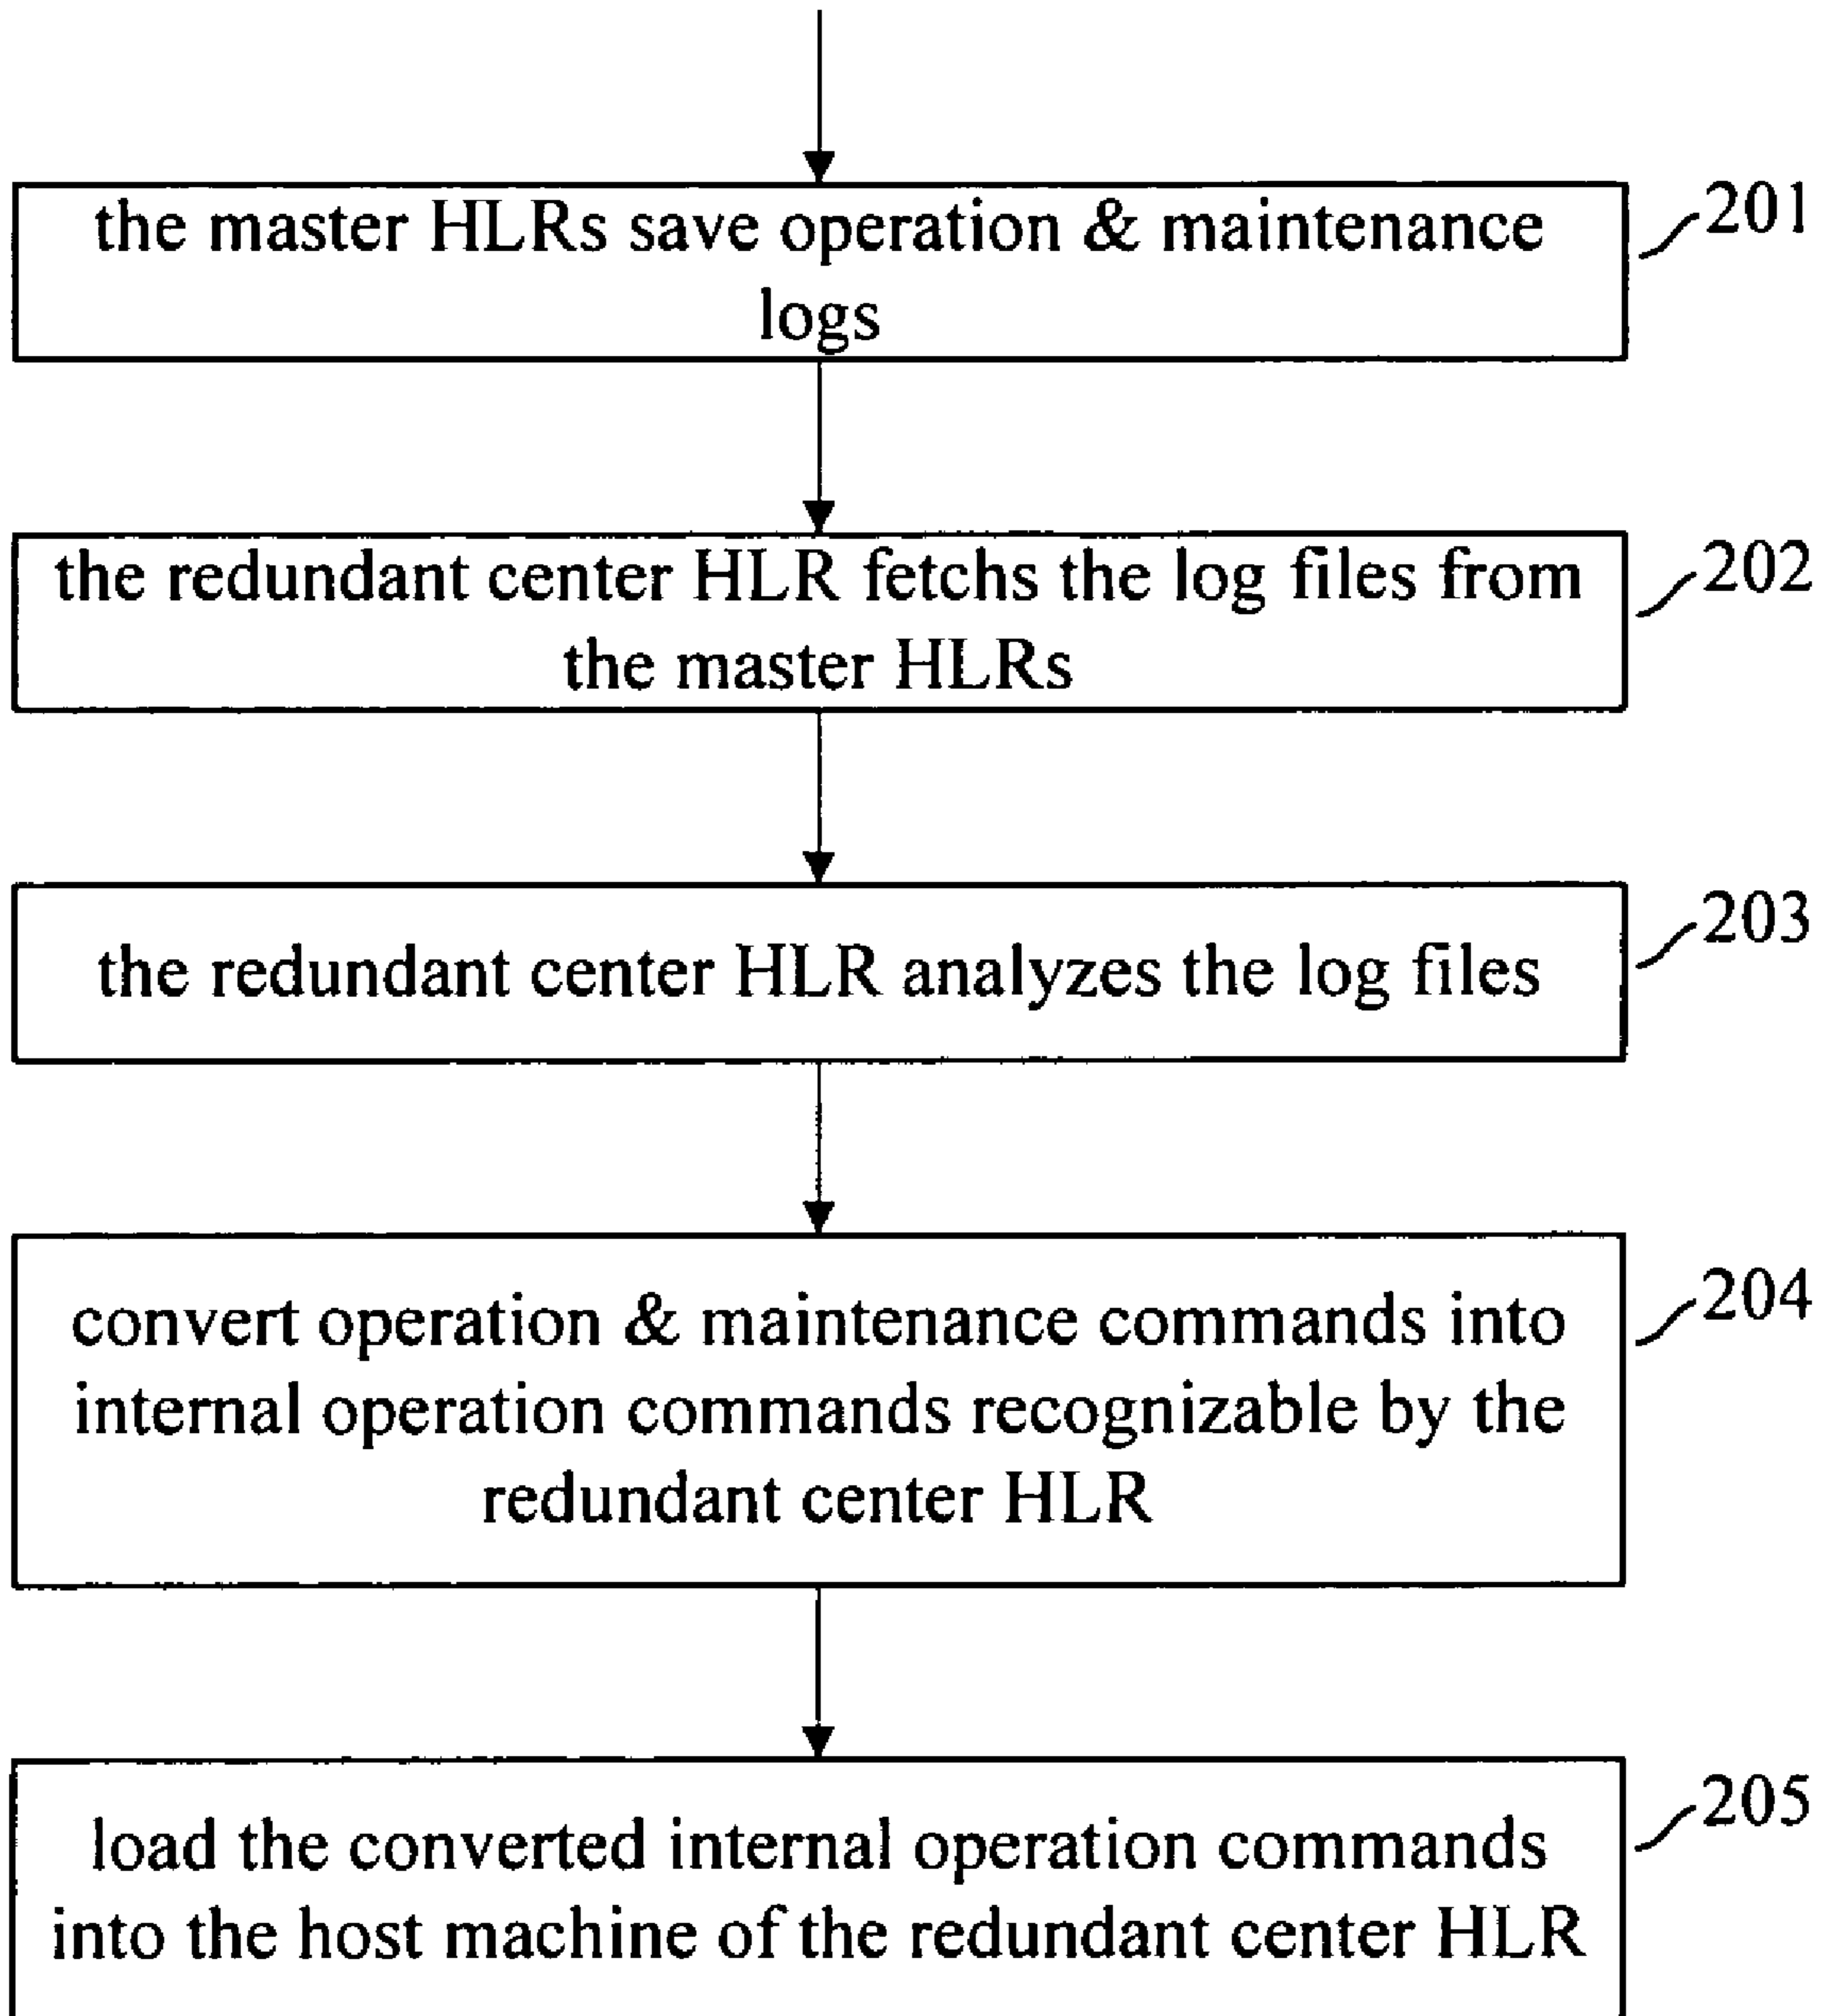 the master HLRs save operation & maintenance
logs
201
the redundant center HLR fetchs the log files from
the master HLRs
202
the redundant center HLR analyzes the log files
203
convert operation & maintenance commands into
internal operation commands recognizable by the
redundant center HLR
204
load the converted internal operation commands
into the host machine of the redundant center HLR
205